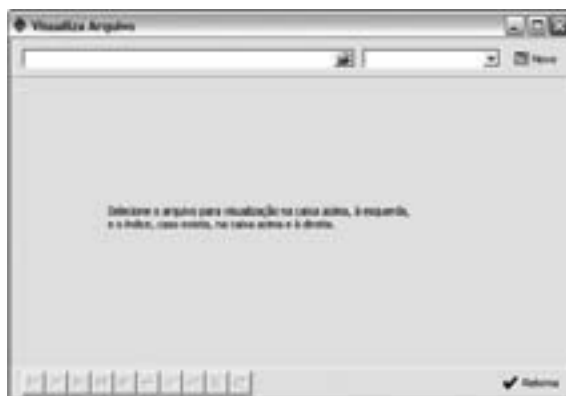 Visualiza Arquivo
Novo
Selecione o arquivo para visualização na caixa acima, à esquerda,
e o índice, caso exista, na caixa acima e à direita.
Retorna